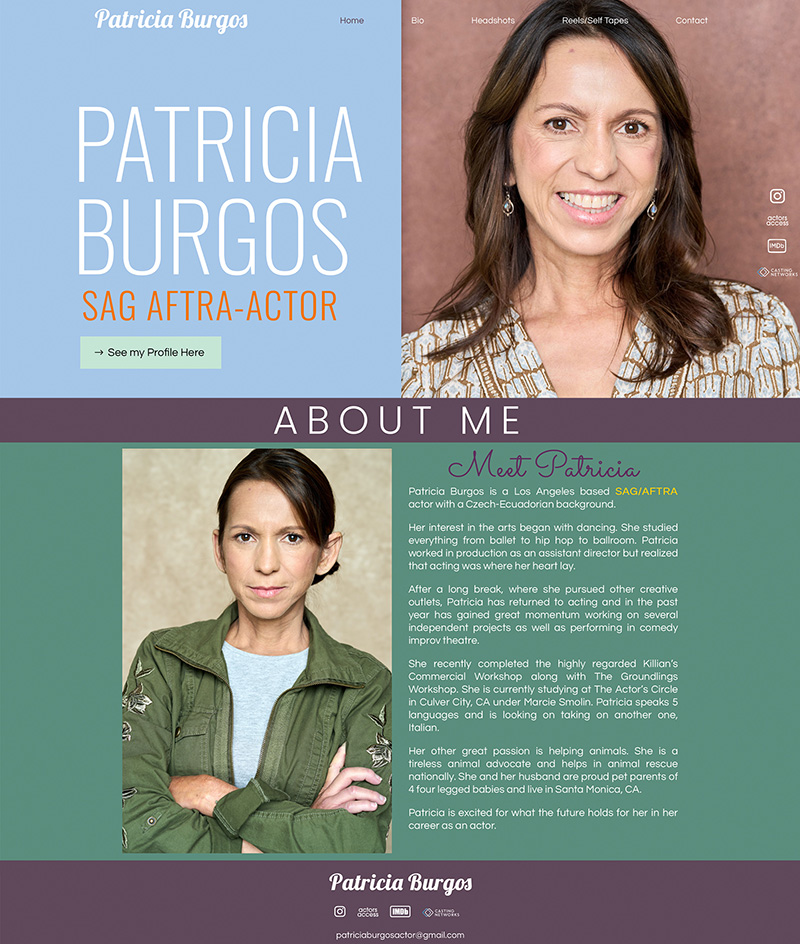 Patricia Burgos
Home Bio Headshots Reels/Self Tapes Contact
PATRICIA
BURGOS
SAG AFTRA-ACTOR
→ See my Profile Here
actors
access
IMDb
CASTING
NETWORKS
ABOUT ME
Meet Patricia
Patricia Burgos is a Los Angeles based SAG/AFTRA
actor with a Czech-Ecuadorian background.
Her interest in the arts began with dancing. She studied
everything from ballet to hip hop to ballroom. Patricia
worked in production as an assistant director but realized
that acting was where her heart lay.
After a long break, where she pursued other creative
outlets, Patricia has returned to acting and in the past
year has gained great momentum working on several
independent projects as well as performing in comedy
improv theatre.
She recently completed the highly regarded Killian's
Commercial Workshop along with The Groundlings
Workshop. She is currently studying at The Actor's Circle
in Culver City, CA under Marcie Smolin. Patricia speaks 5
languages and is looking on taking on another one,
Italian.
Her other great passion is helping animals. She is a
tireless animal advocate and helps in animal rescue
nationally. She and her husband are proud pet parents of
4 four legged babies and live in Santa Monica, CA.
Patricia is excited for what the future holds for her in her
career as an actor.
Patricia Burgos
actors
access
IMDb
CASTING
NETWORKS
patriciaburgosactor@gmail.com